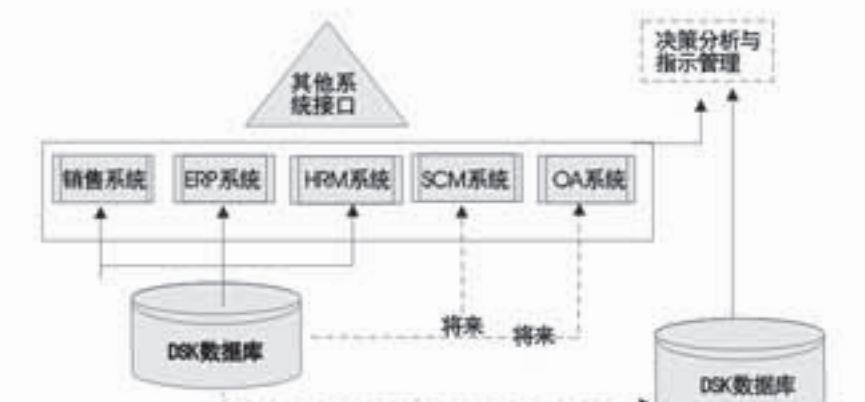 决策分析与
指示管理
其他系
统接口
销售系统
ERP系统
HRM系统
SCM系统
OA系统
将来
将来
DSK数据库
DSK数据库